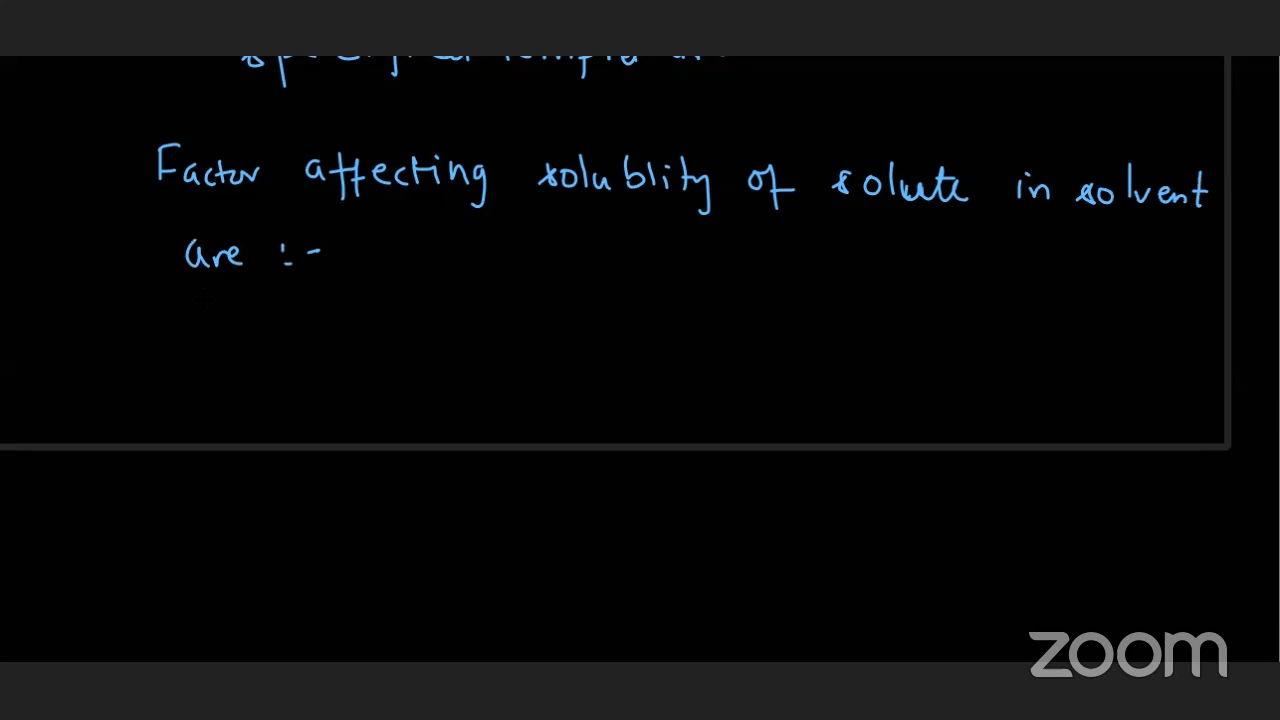 Factor affecting solublity of solute in solvent
are :-
zoom